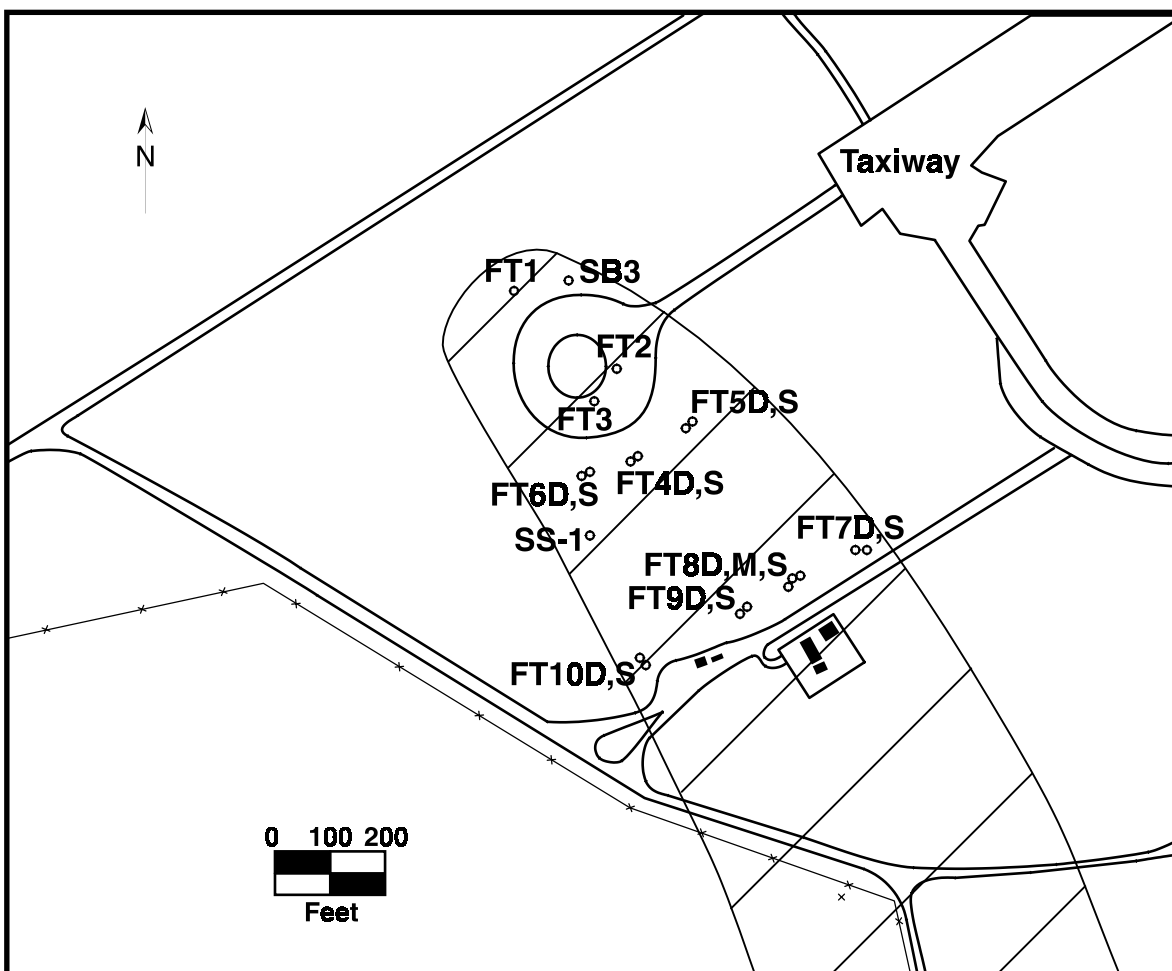 N
Taxiway
FT1
SB3
FT2
FT3
FT5D,S
FT4D,S
FT6D,S
SS-1
FT7D,S
FT8D,M,S
FT9D,S
FT10D,S
0 100 200
Feet